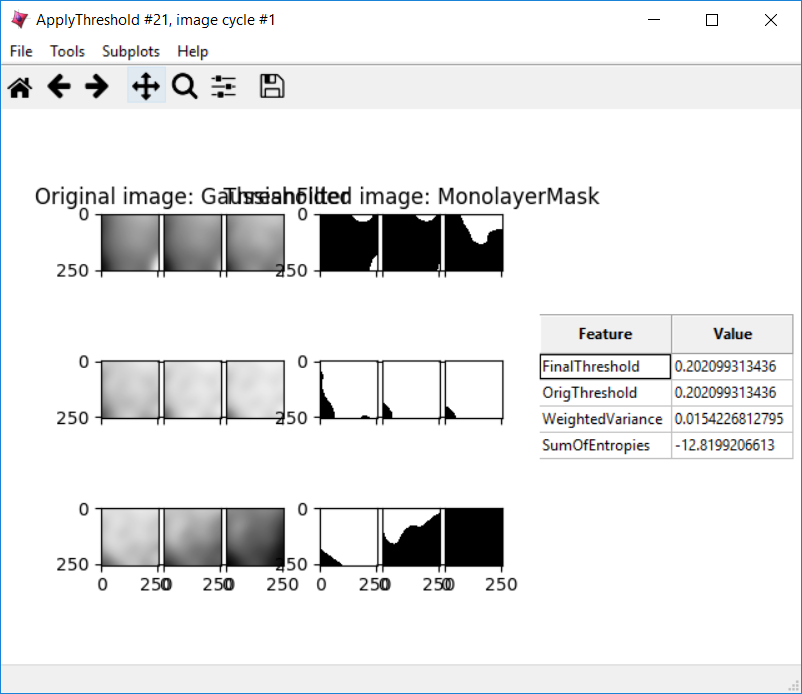 ApplyThreshold #21, image cycle #1
File Tools Subplots Help
Original image: GaussianFilter
Thresholded image: MonolayerMask
0 0
250 250
Feature Value
FinalThreshold 0.202099313436
OrigThreshold 0.202099313436
WeightedVariance 0.0154226812795
SumOfEntropies -12.8199206613
0 0
250 250
0 0
250 250
0 250 0 250 0 250 0 250 0 250 0 250